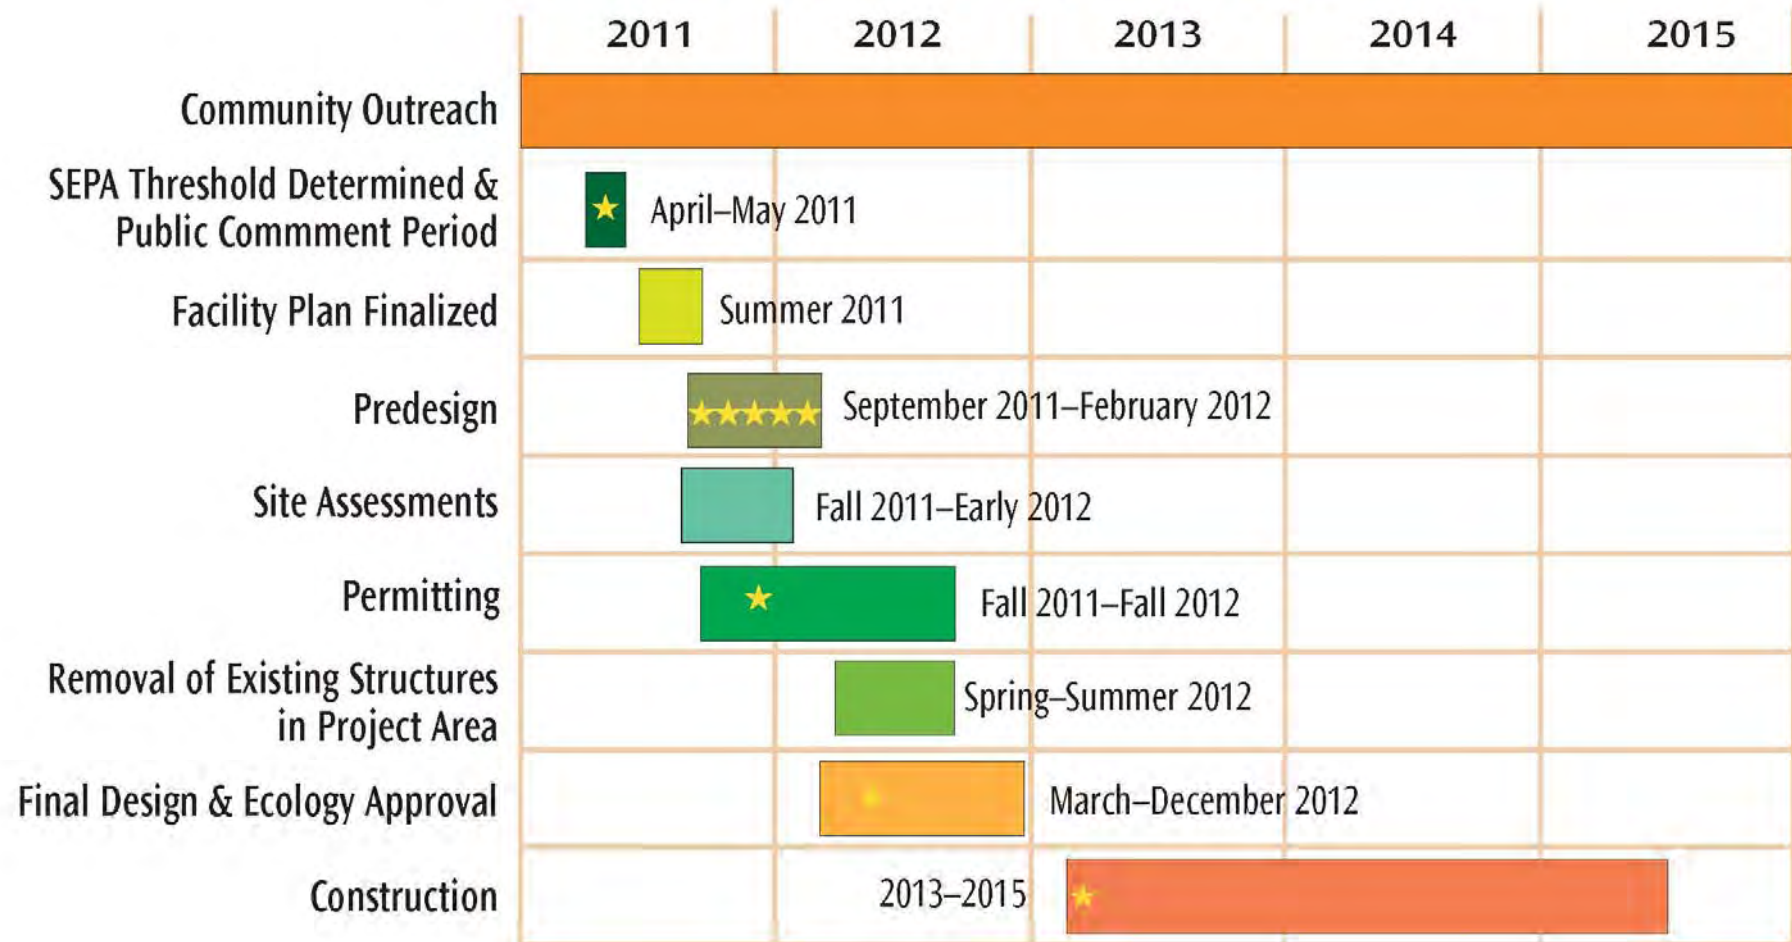 2011 2012 2013 2014 2015
Community Outreach
SEPA Threshold Determined &
Public Commment Period
April–May 2011
Facility Plan Finalized
Summer 2011
Predesign
September 2011–February 2012
Site Assessments
Fall 2011–Early 2012
Permitting
Fall 2011–Fall 2012
Removal of Existing Structures
in Project Area
Spring–Summer 2012
Final Design & Ecology Approval
March–December 2012
Construction
2013–2015